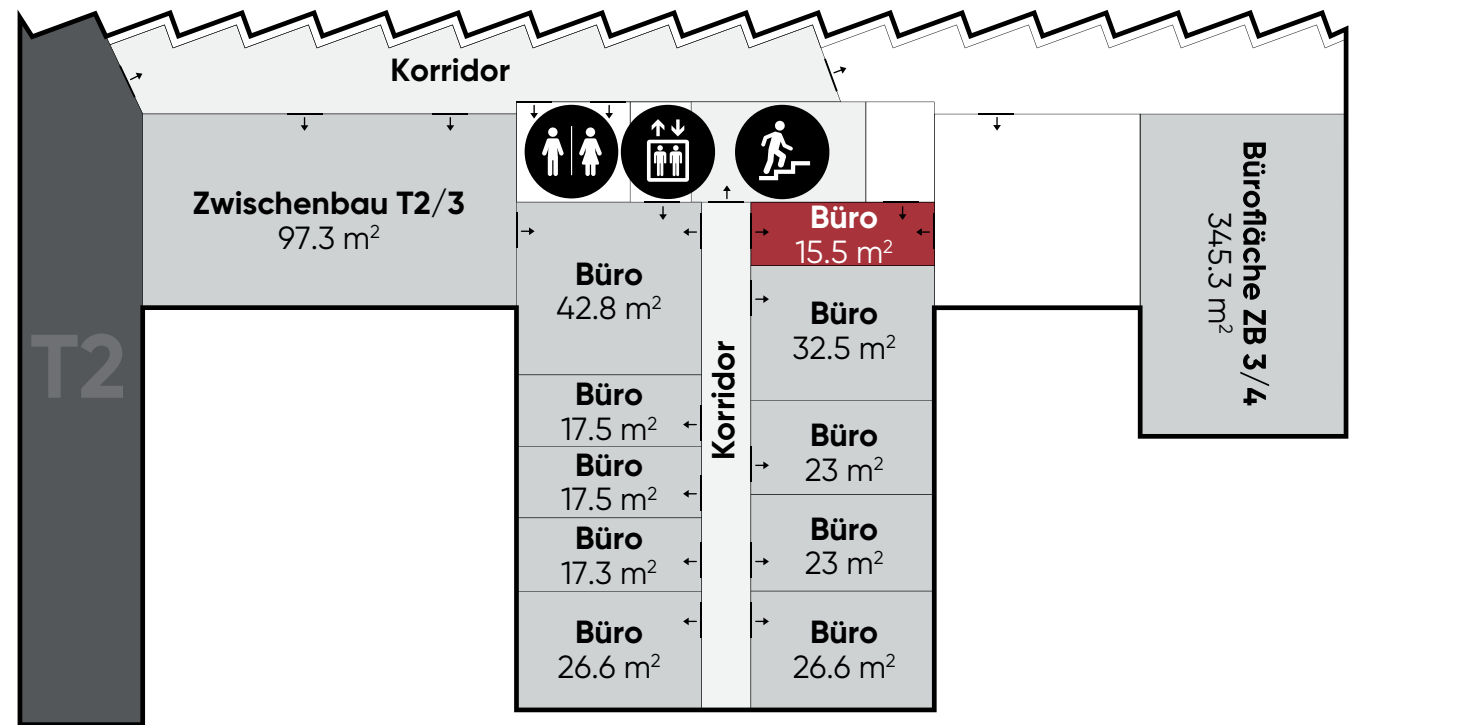 Korridor
Zwischenbau T2/3
97.3 m²
T2
Büro
42.8 m²
Büro
17.5 m²
Büro
17.5 m²
Büro
17.3 m²
Büro
26.6 m²
Korridor
Büro
15.5 m²
Büro
32.5 m²
Büro
23 m²
Büro
23 m²
Büro
26.6 m²
Bürofläche ZB 3/4
345.3 m²